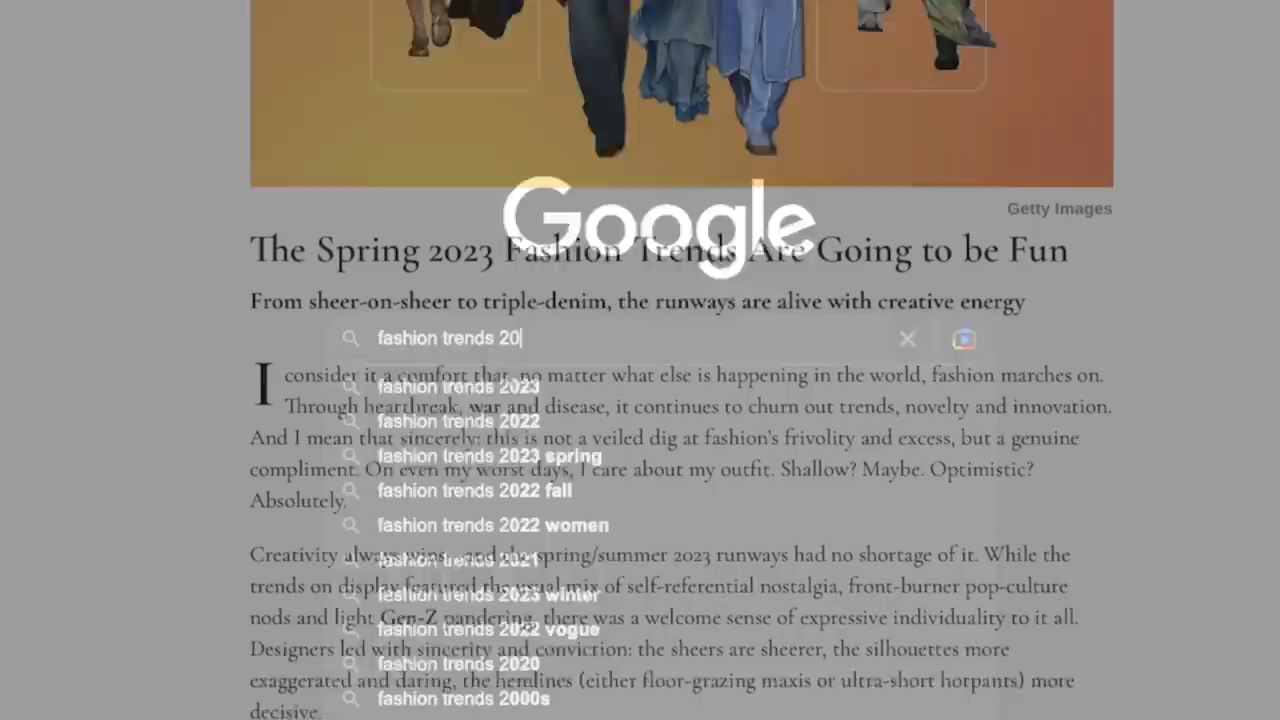 Getty Images
Google
The Spring 2023 Fashion Trends Are Going to be Fun
From sheer-on-sheer to triple-denim, the runways are alive with creative energy
fashion trends 20
I consider it a comfort that, no matter what else is happening in the world, fashion marches on.
fashion trends 2023
Through heartbreak, war and disease, it continues to churn out trends, novelty and innovation.
fashion trends 2022
And I mean that sincerely: this is not a veiled dig at fashion's frivolity and excess, but a genuine
fashion trends 2023 spring
compliment. On even my worst days, I care about my outfit. Shallow? Maybe. Optimistic?
fashion trends 2022 fall
Absolutely.
fashion trends 2022 women
Creativity always wins, and the spring/summer 2023 runways had no shortage of it. While the
fashion trends 2021
trends on display featured the usual mix of self-referential nostalgia, front-burner pop-culture
fashion trends 2023 winter
nods and light Gen-Z pandering, there was a welcome sense of expressive individuality to it all.
fashion trends 2022 vogue
Designers led with sincerity and conviction: the sheers are sheerer, the silhouettes more
fashion trends 2020
exaggerated and daring, the hemlines (either floor-grazing maxis or ultra-short hotpants) more
fashion trends 2000s
decisive.